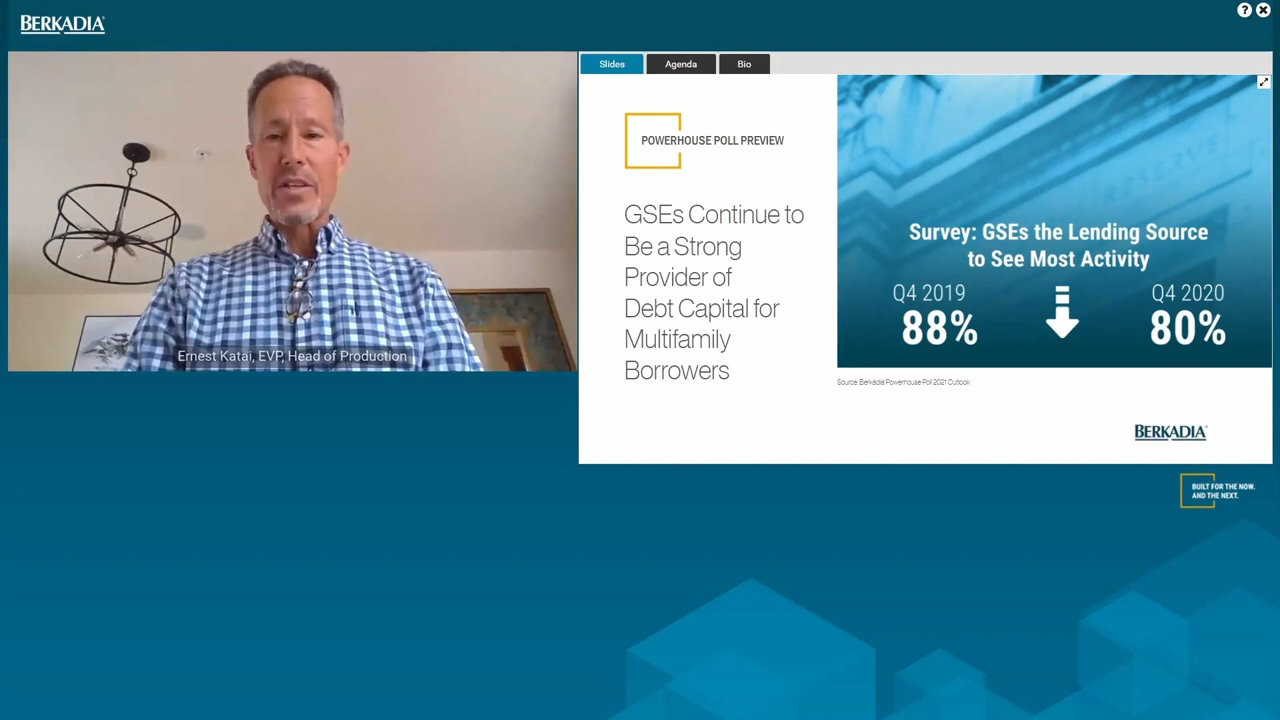 BERKADIA
Ernest Katai, EVP, Head of Production
Slides
Agenda
Bio
POWERHOUSE POLL PREVIEW
GSEs Continue to
Be a Strong
Provider of
Debt Capital for
Multifamily
Borrowers
RESERVE
Survey: GSEs the Lending Source
to See Most Activity
Q4 2019
88%
Q4 2020
80%
Source: Berkadia Powerhouse Poll 2021 Outlook
BERKADIA
BUILT FOR THE NOW.
AND THE NEXT.